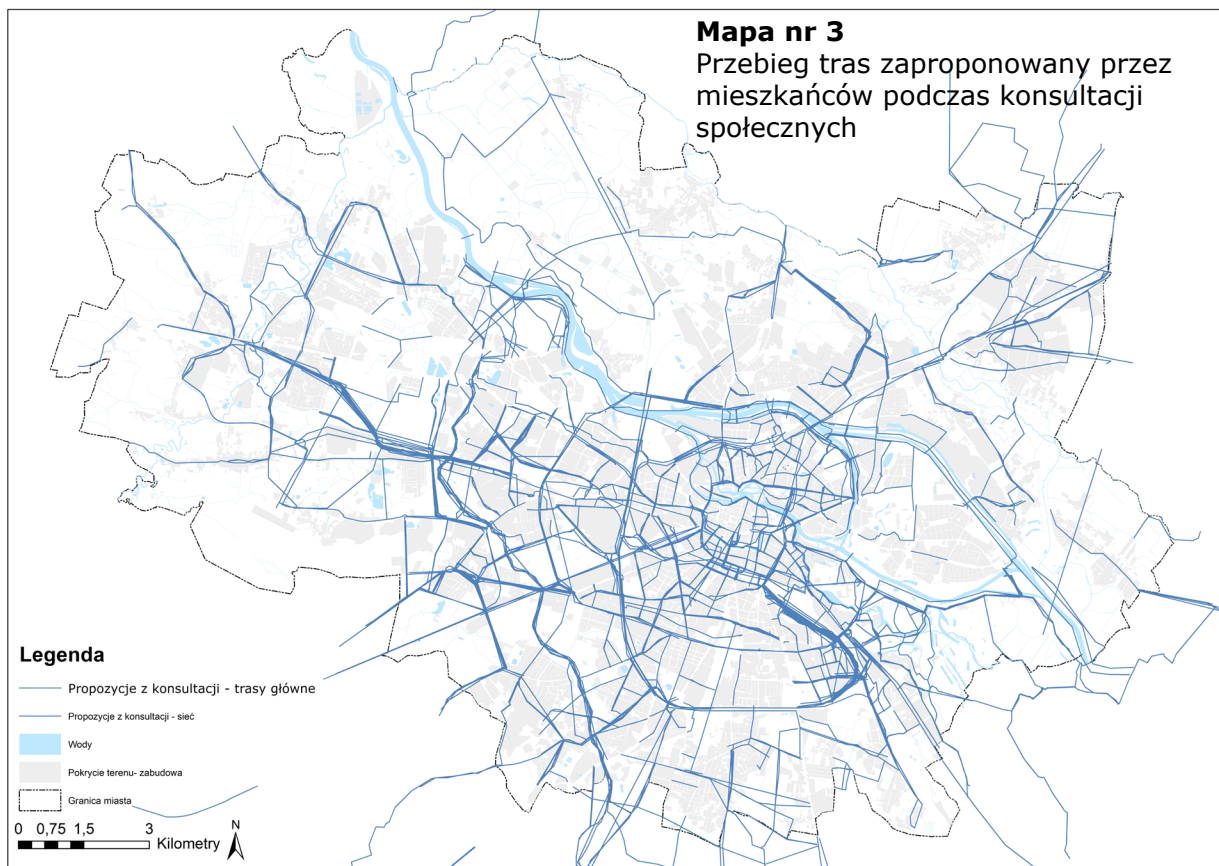 Mapa nr 3
Przebieg tras zaproponowany przez
mieszkańców podczas konsultacji
społecznych
Legenda
Propozycje z konsultacji - trasy główne
Propozycje z konsultacji - sieć
Wody
Pokrycie terenu- zabudowa
Granica miasta
0 0,75 1,5 3
Kilometry
N